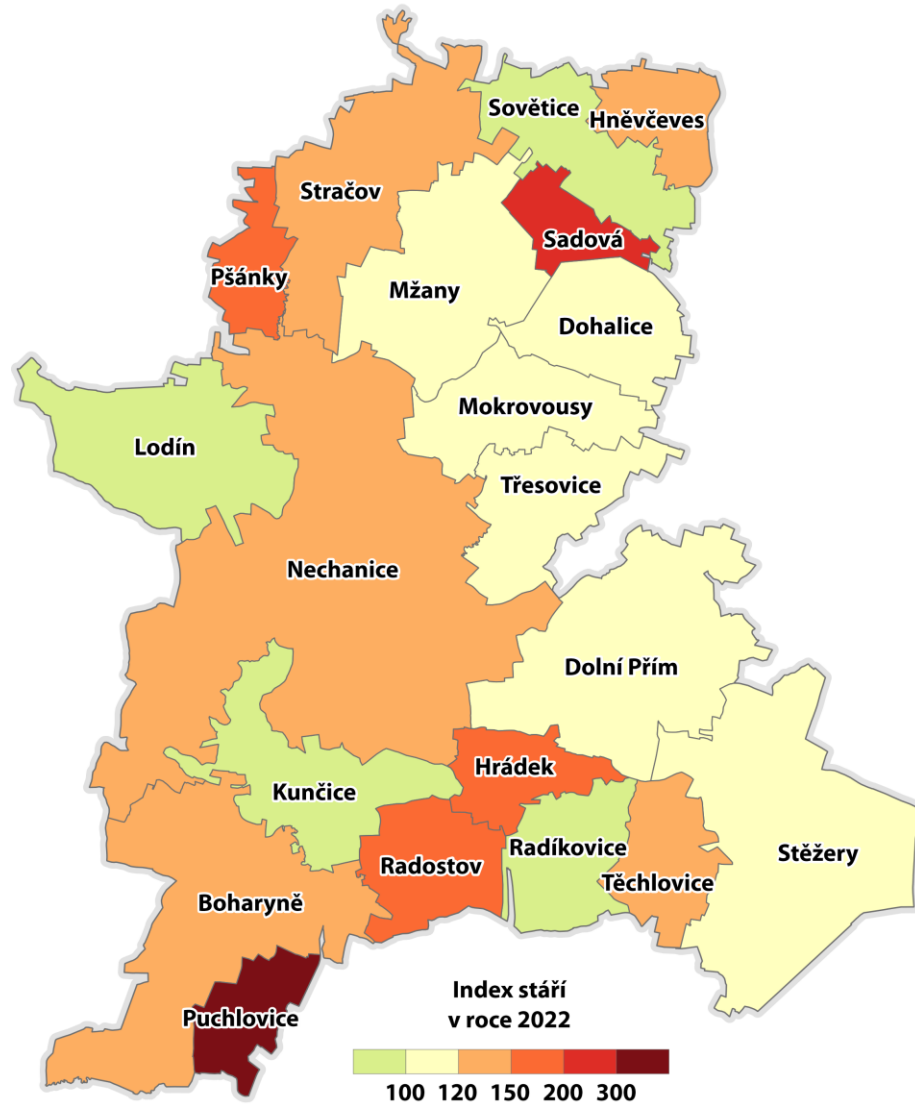 Sovětice
Hněvčeves
Stračov
Sadová
Pšánky
Mžany
Dohalice
Mokrovousy
Lodín
Třesovice
Nechanice
Dolní Přím
Hrádek
Kunčice
Radíkovice
Stěžery
Radostov
Těchlovice
Boharyně
Puchlovice
Index stáří
v roce 2022
100 120 150 200 300